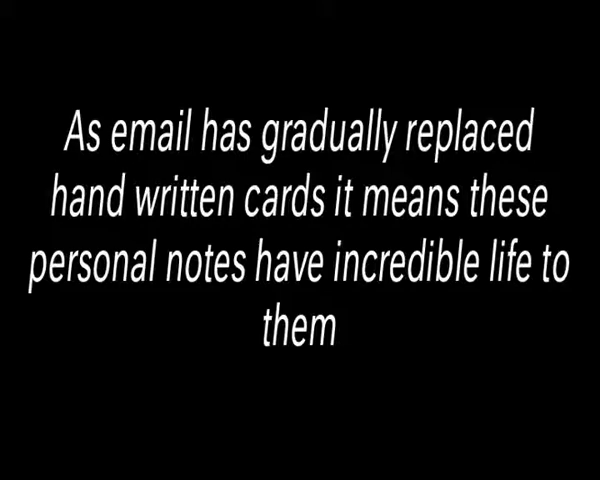 As email has gradually replaced
hand written cards it means these
personal notes have incredible life to
them